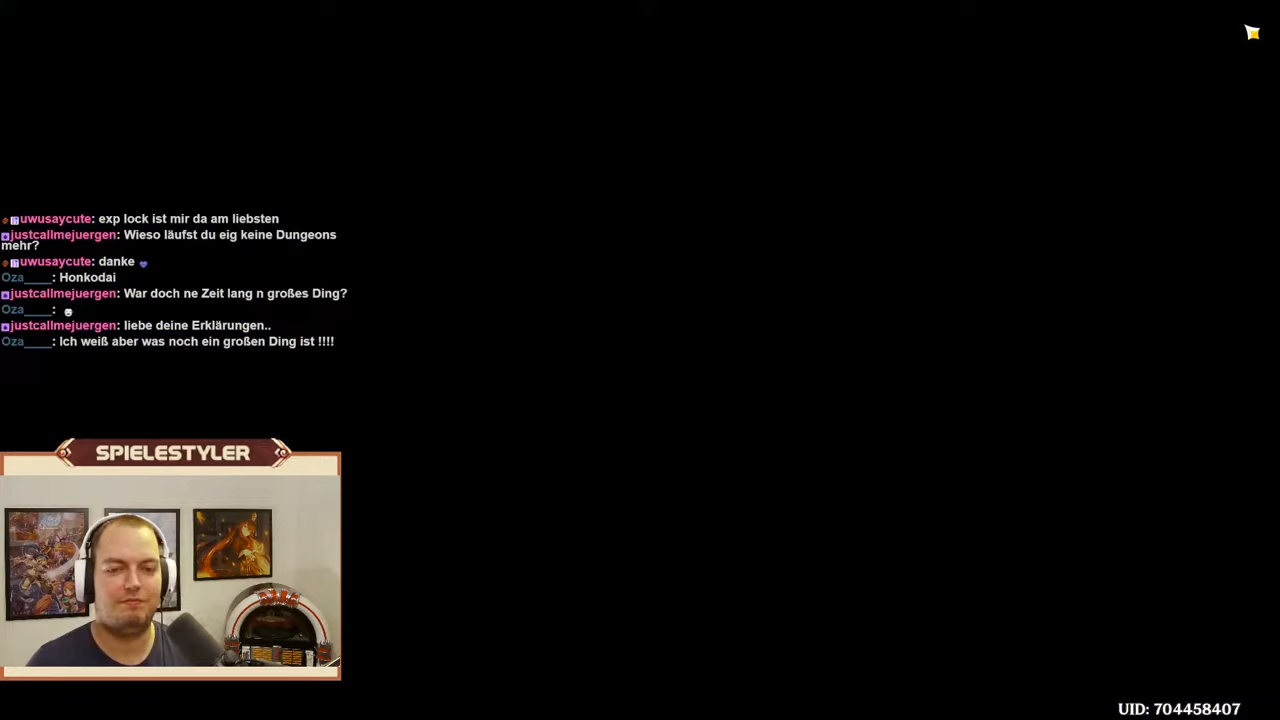 uwusaycute: exp lock ist mir da am liebsten
justcallmejuergen: Wieso läufst du eig keine Dungeons
mehr?
uwusaycute: danke
Oza____: Honkodai
justcallmejuergen: War doch ne Zeit lang n großes Ding?
Oza____:
justcallmejuergen: liebe deine Erklärungen..
Oza____: Ich weiß aber was noch ein großen Ding ist !!!!
SPIELESTYLER
UID: 704458407